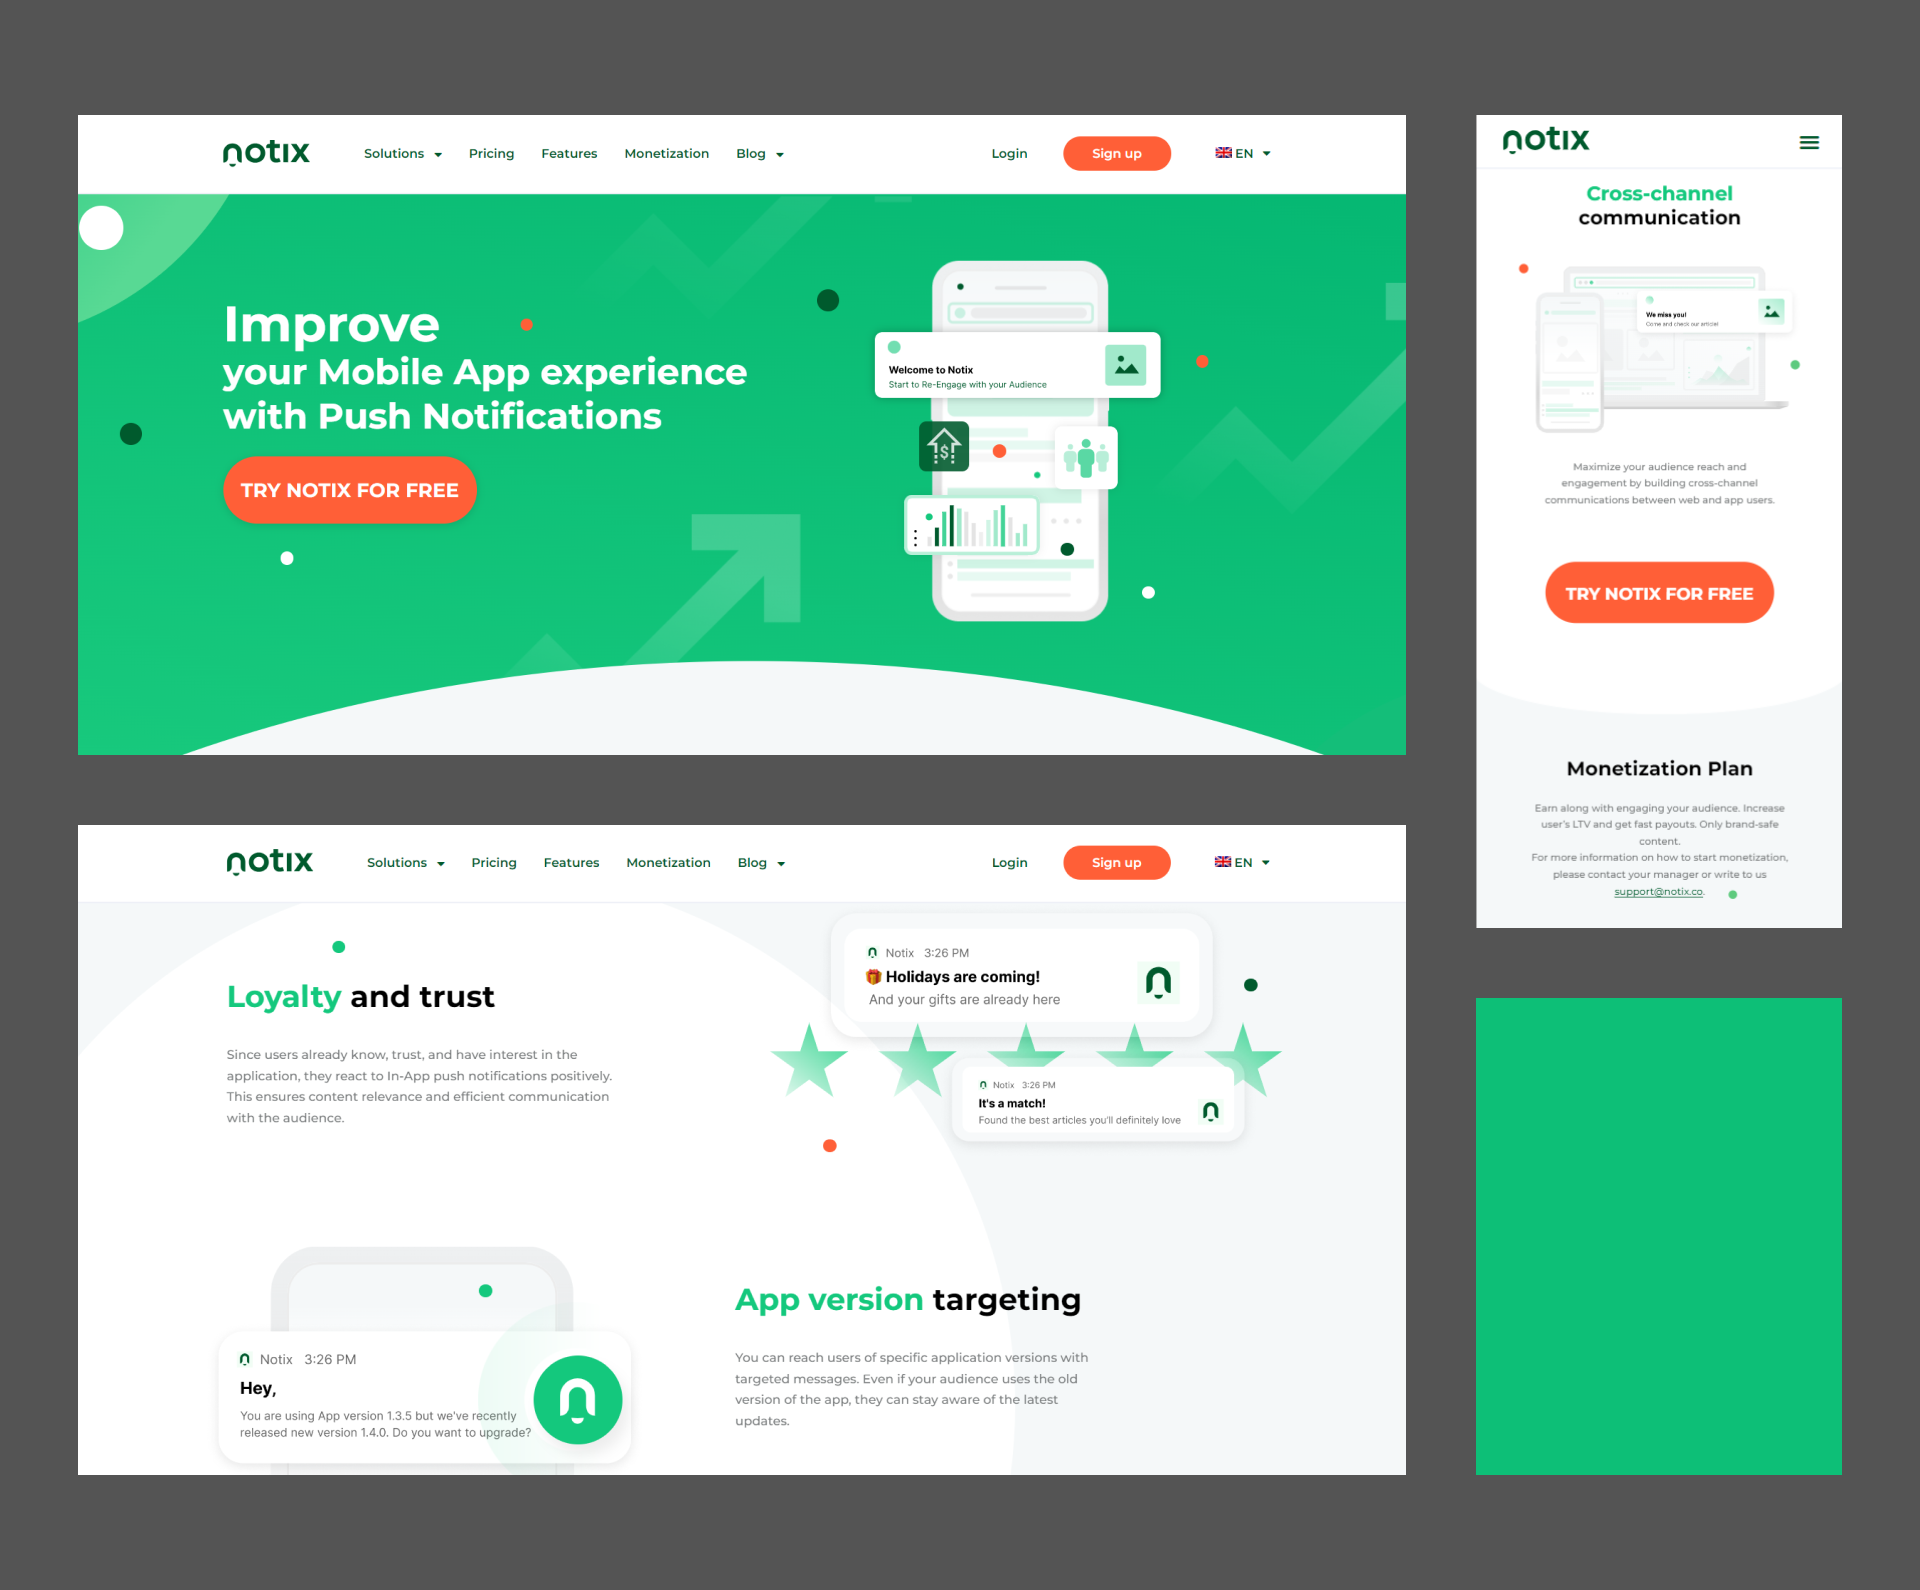 notix
Solutions Pricing Features Monetization Blog Login Sign up EN
Improve
your Mobile App experience
with Push Notifications
TRY NOTIX FOR FREE
Welcome to Notix
Start to Re-Engage with your Audience
$
notix
Cross-channel
communication
We miss you!
Come and check our article!
Maximize your audience reach and
engagement by building cross-channel
communications between web and app users.
TRY NOTIX FOR FREE
Monetization Plan
Earn along with engaging your audience. Increase
user's LTV and get fast payouts. Only brand-safe
content.
For more information on how to start monetization,
please contact your manager or write to us
support@notix.co.
notix
Solutions Pricing Features Monetization Blog Login Sign up EN
Loyalty and trust
Since users already know, trust, and have interest in the
application, they react to In-App push notifications positively.
This ensures content relevance and efficient communication
with the audience.
Notix 3:26 PM
🎁 Holidays are coming!
And your gifts are already here
Notix 3:26 PM
It's a match!
Found the best articles you'll definitely love
Notix 3:26 PM
Hey,
You are using App version 1.3.5 but we've recently
released new version 1.4.0. Do you want to upgrade?
App version targeting
You can reach users of specific application versions with
targeted messages. Even if your audience uses the old
version of the app, they can stay aware of the latest
updates.